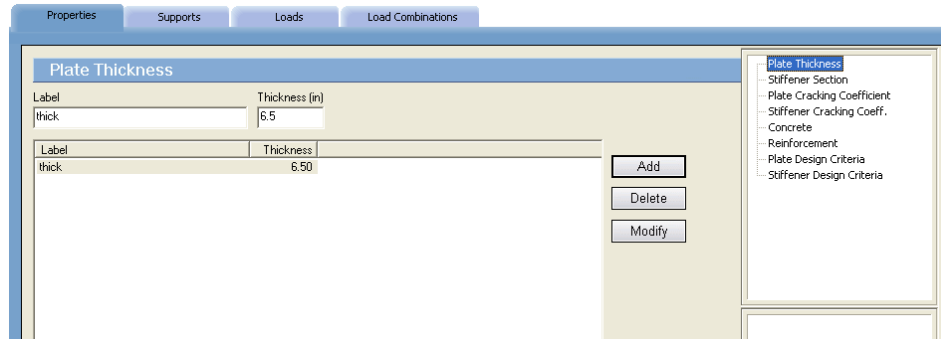 Properties Supports Loads Load Combinations
Plate Thickness
Label Thickness (in)
thick 6.5
Label Thickness
thick 6.50
Add
Delete
Modify
Plate Thickness
Stiffener Section
Plate Cracking Coefficient
Stiffener Cracking Coeff.
Concrete
Reinforcement
Plate Design Criteria
Stiffener Design Criteria